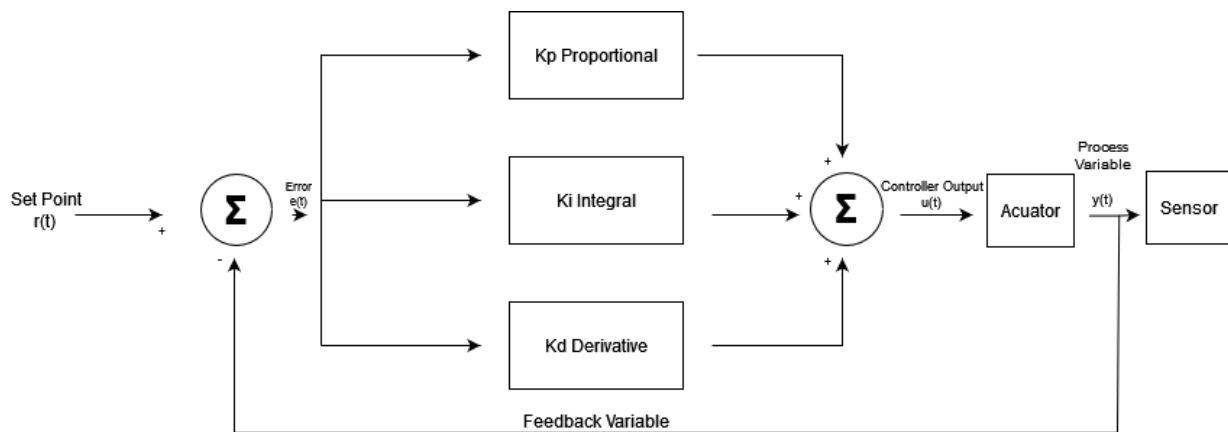 Kp Proportional
Process
Variable
+
Set Point
r(t)
+
Σ
Error
e(t)
Ki Integral
+
Σ
Controller Output
u(t)
Acuator
y(t)
Sensor
-
+
Kd Derivative
Feedback Variable